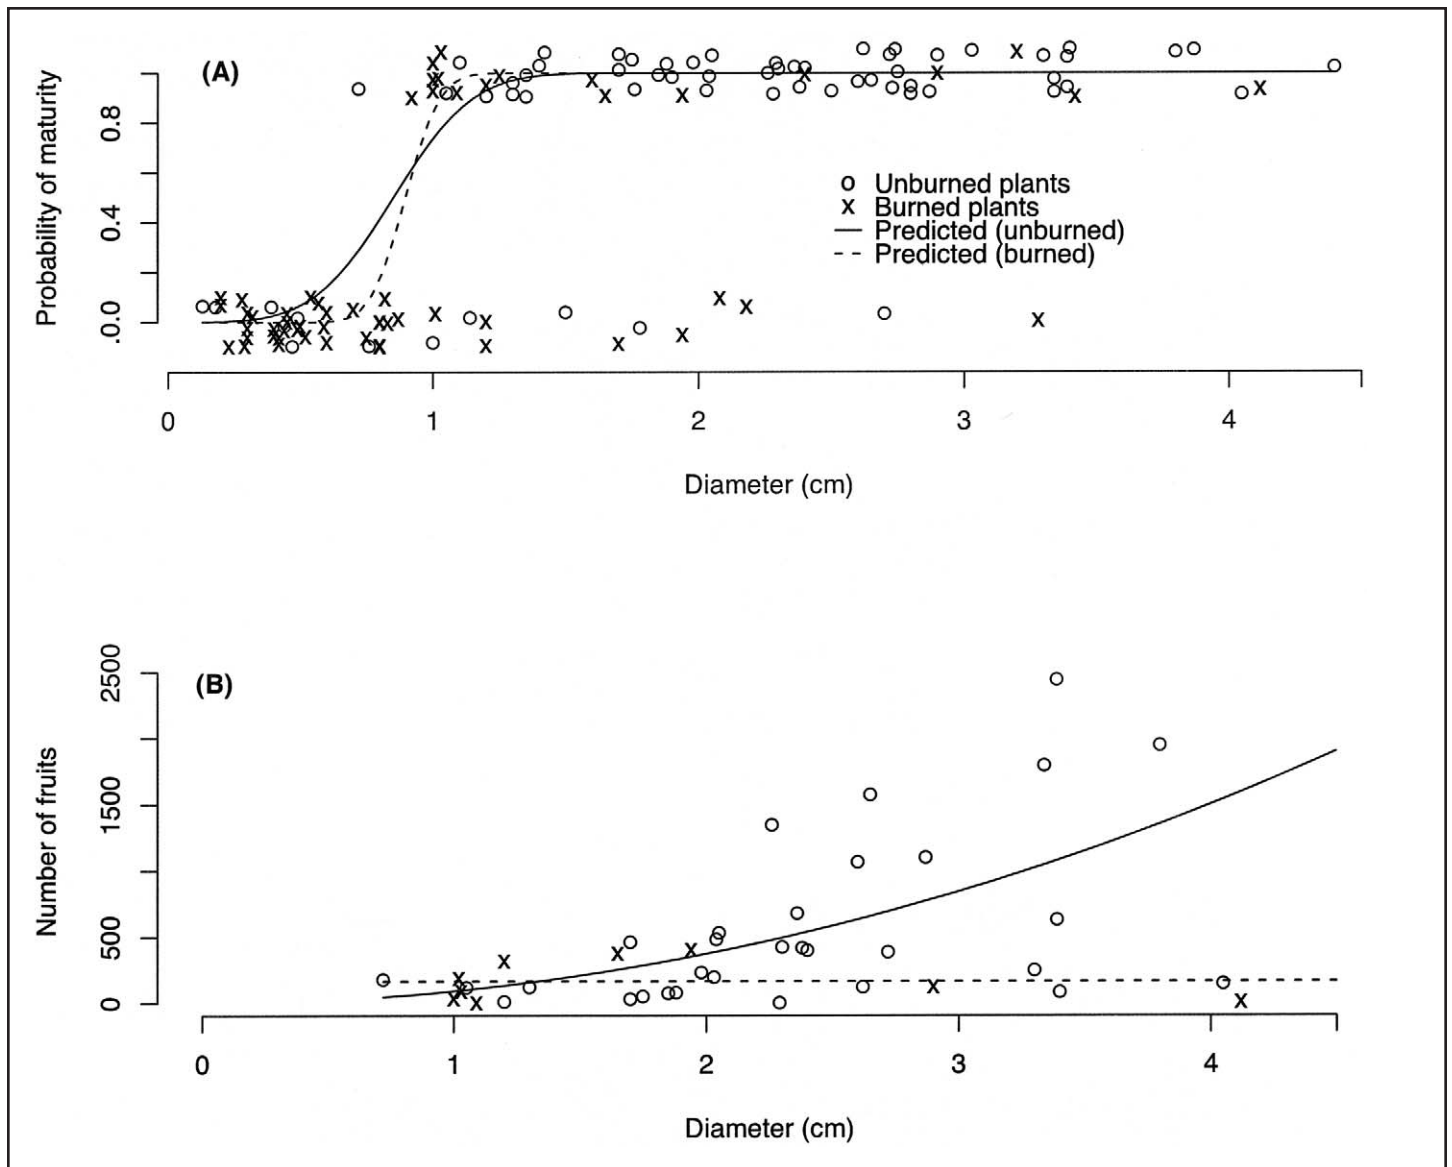 (A)
Probability of maturity
0.8
0.4
0.0
o Unburned plants
x Burned plants
Predicted (unburned)
Predicted (burned)
0 1 2 3 4
Diameter (cm)
(B)
Number of fruits
2500
1500
500
0
0 1 2 3 4
Diameter (cm)